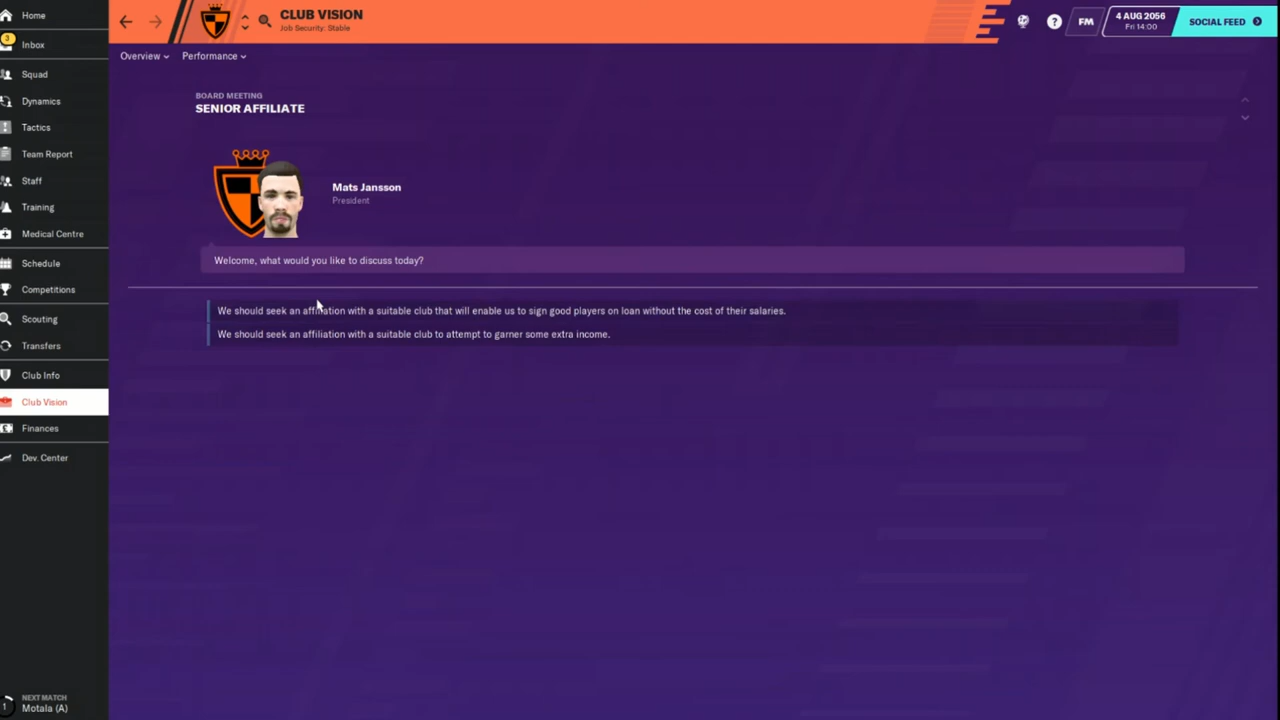 Home
3
Inbox
Squad
Dynamics
Tactics
Team Report
Staff
Training
Medical Centre
Schedule
Competitions
Scouting
Transfers
Club Info
Club Vision
Finances
Dev. Center
1
NEXT MATCH
Motala (A)
CLUB VISION
Job Security: Stable
?
FM
4 AUG 2056
Fri 14:00
SOCIAL FEED
Overview
Performance
BOARD MEETING
SENIOR AFFILIATE
Mats Jansson
President
Welcome, what would you like to discuss today?
We should seek an affiliation with a suitable club that will enable us to sign good players on loan without the cost of their salaries.
We should seek an affiliation with a suitable club to attempt to garner some extra income.